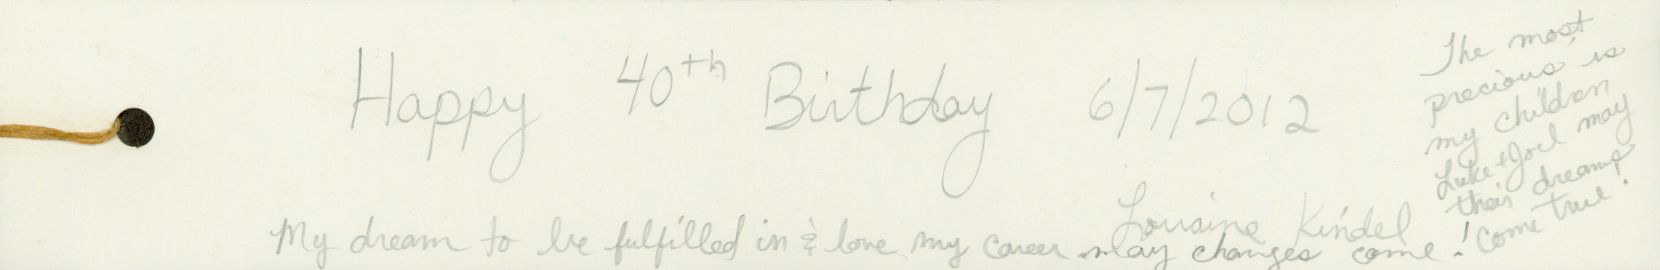 Happy 40th Birthday 6/7/2012
My dream to be fulfilled in & love my career may changes come!
Lorraine Kindel
The most
precious is
my children
Luke + Joel may
their dreams
come true!